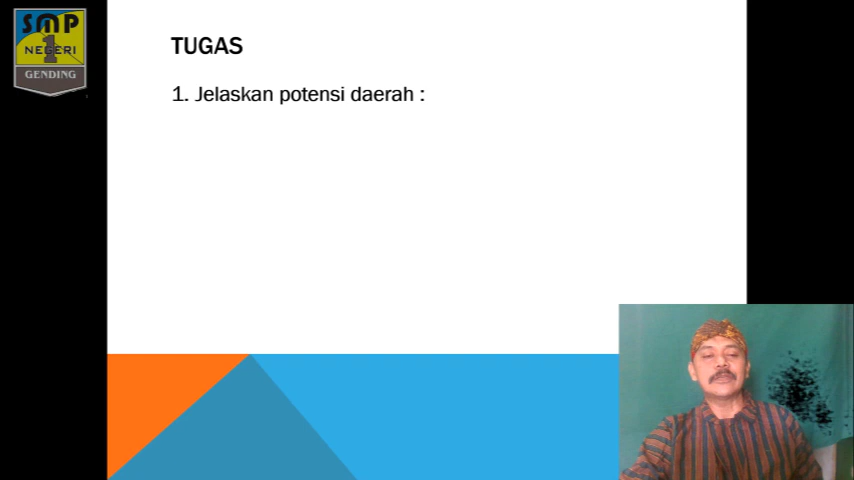 SMP
1
NEGERI
GENDING
TUGAS
1. Jelaskan potensi daerah :